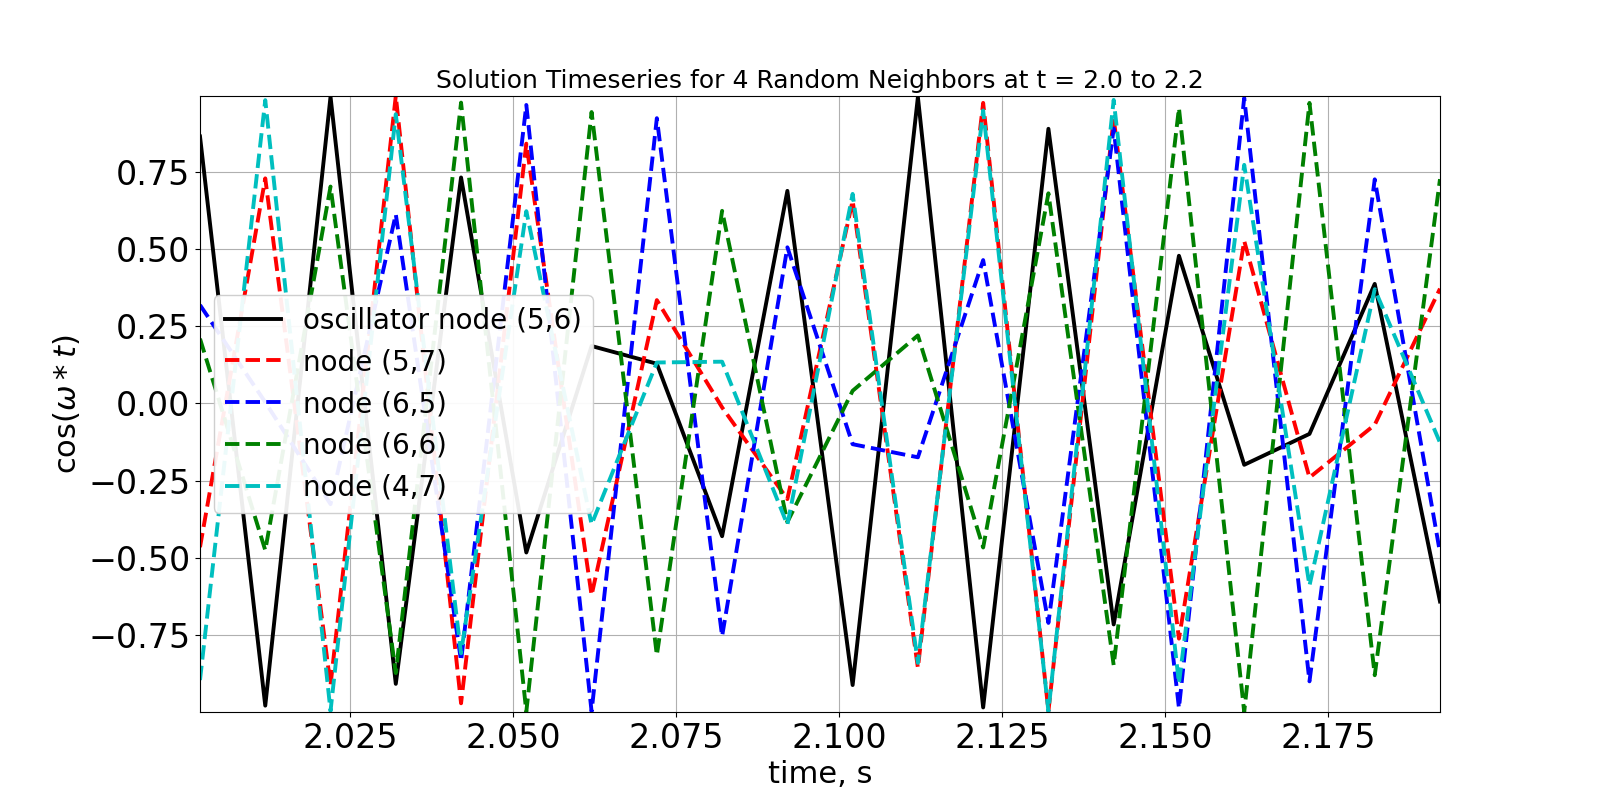 Solution Timeseries for 4 Random Neighbors at t = 2.0 to 2.2
cos(ω * t)
0.75
0.50
0.25
0.00
−0.25
−0.50
−0.75
oscillator node (5,6)
node (5,7)
node (6,5)
node (6,6)
node (4,7)
2.025 2.050 2.075 2.100 2.125 2.150 2.175
time, s